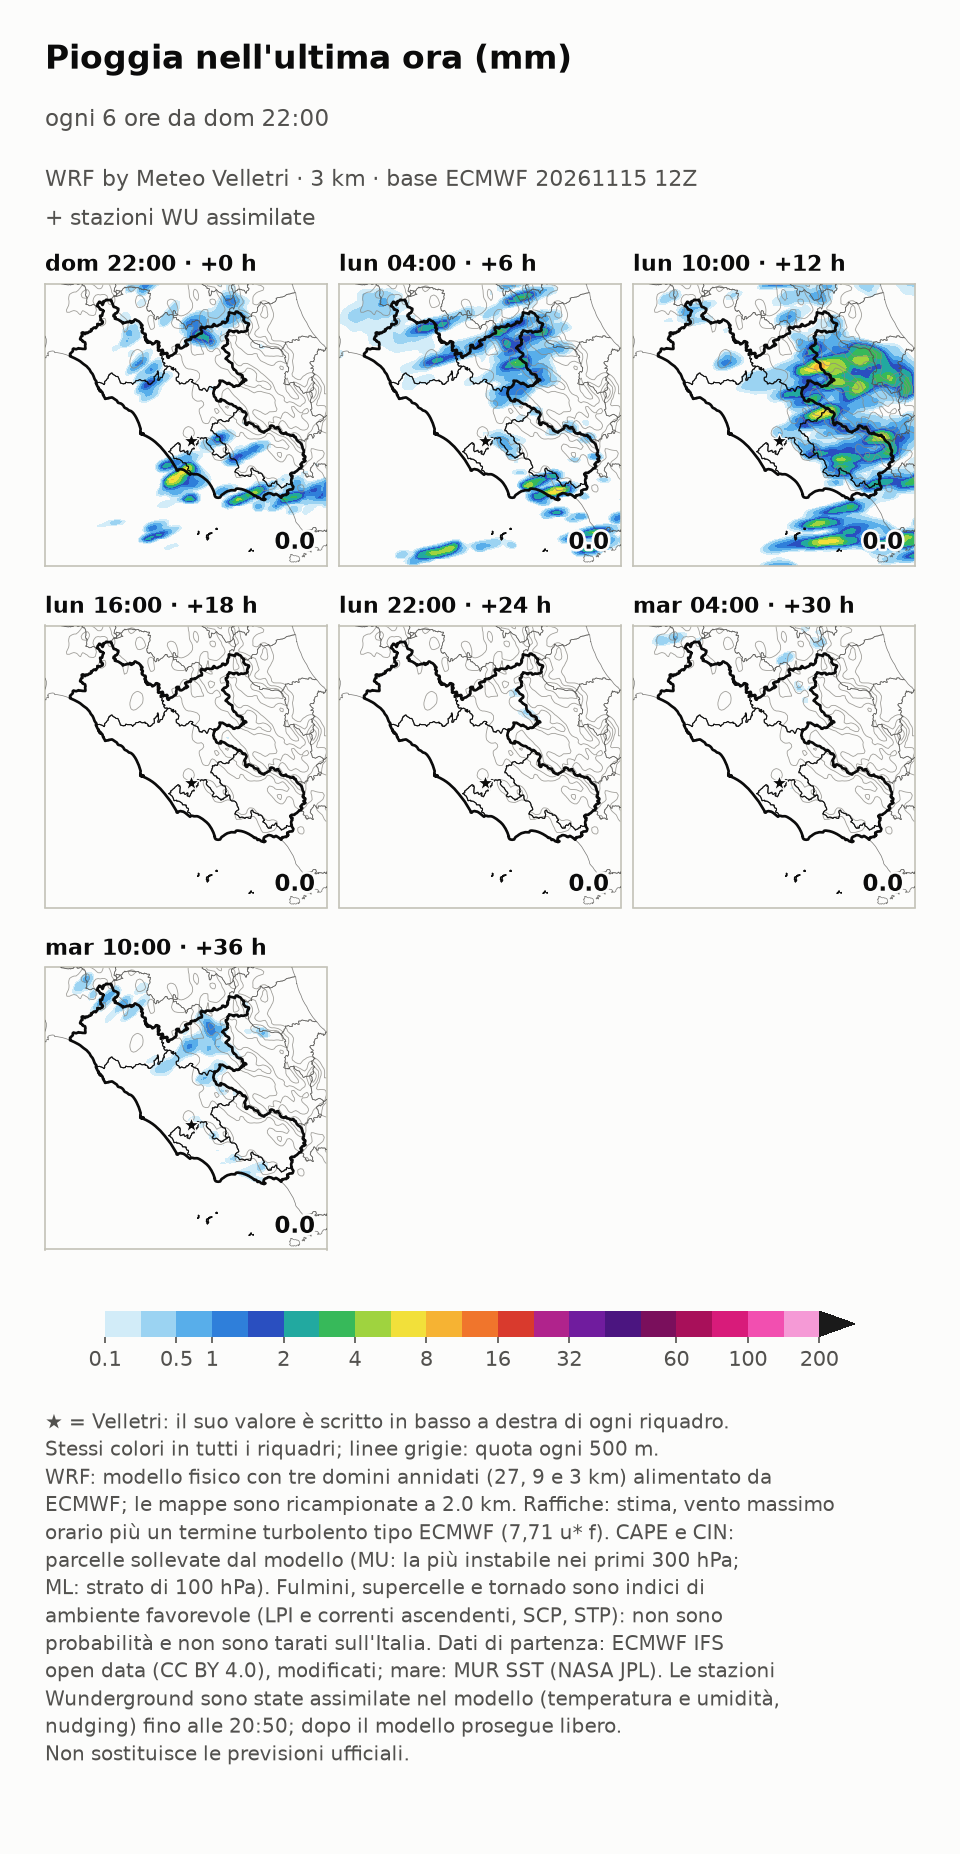 Pioggia nell'ultima ora (mm)
ogni 6 ore da dom 22:00
WRF by Meteo Velletri · 3 km · base ECMWF 20261115 12Z
+ stazioni WU assimilate
dom 22:00 · +0 h
lun 04:00 · +6 h
lun 10:00 · +12 h
0.0
0.0
0.0
lun 16:00 · +18 h
lun 22:00 · +24 h
mar 04:00 · +30 h
0.0
0.0
0.0
mar 10:00 · +36 h
0.0
0.1 0.5 1 2 4 8 16 32 60 100 200
★ = Velletri: il suo valore è scritto in basso a destra di ogni riquadro.
Stessi colori in tutti i riquadri; linee grigie: quota ogni 500 m.
WRF: modello fisico con tre domini annidati (27, 9 e 3 km) alimentato da
ECMWF; le mappe sono ricampionate a 2.0 km. Raffiche: stima, vento massimo
orario più un termine turbolento tipo ECMWF (7,71 u* f). CAPE e CIN:
parcelle sollevate dal modello (MU: la più instabile nei primi 300 hPa;
ML: strato di 100 hPa). Fulmini, supercelle e tornado sono indici di
ambiente favorevole (LPI e correnti ascendenti, SCP, STP): non sono
probabilità e non sono tarati sull'Italia. Dati di partenza: ECMWF IFS
open data (CC BY 4.0), modificati; mare: MUR SST (NASA JPL). Le stazioni
Wunderground sono state assimilate nel modello (temperatura e umidità,
nudging) fino alle 20:50; dopo il modello prosegue libero.
Non sostituisce le previsioni ufficiali.